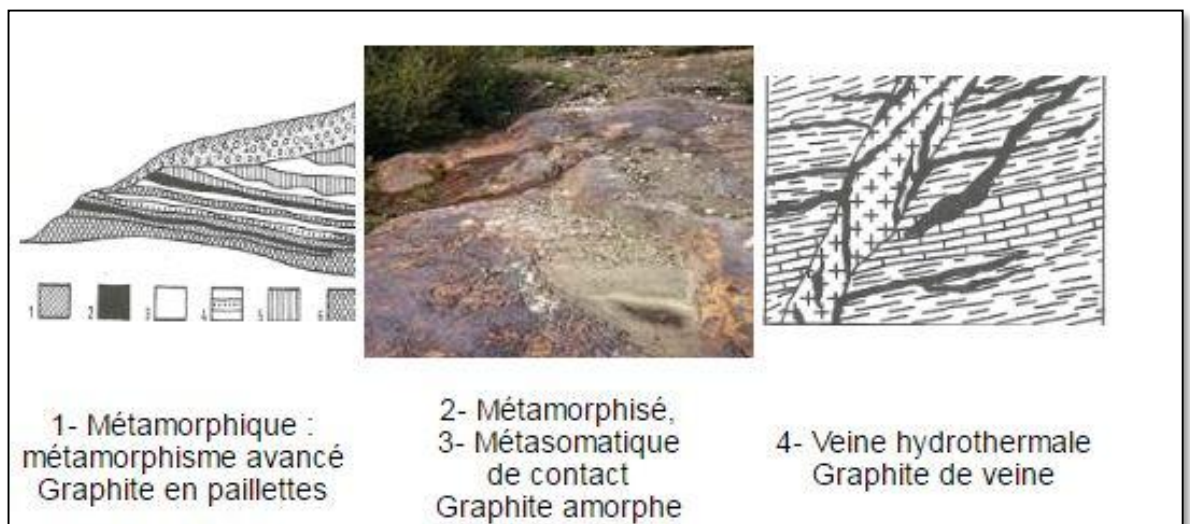 1 2 3 4 5 6
1- Métamorphique :
métamorphisme avancé
Graphite en paillettes
2- Métamorphisé,
3- Métasomatique
de contact
Graphite amorphe
4- Veine hydrothermale
Graphite de veine